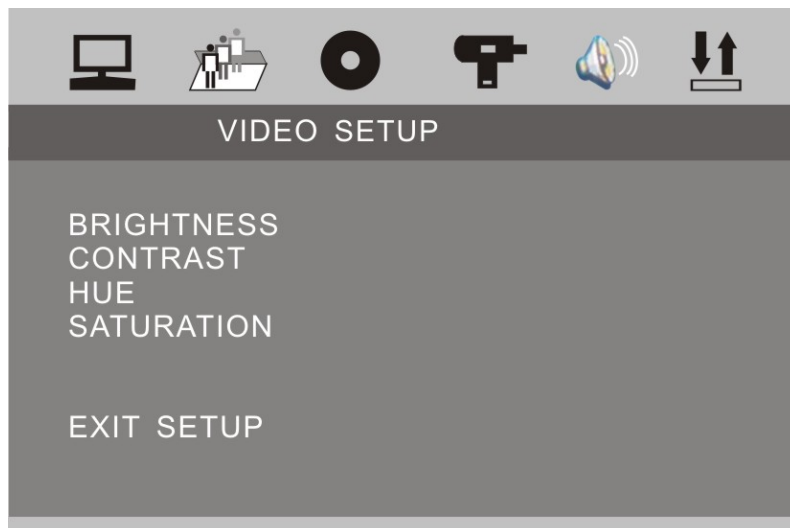 VIDEO SETUP
BRIGHTNESS
CONTRAST
HUE
SATURATION
EXIT SETUP